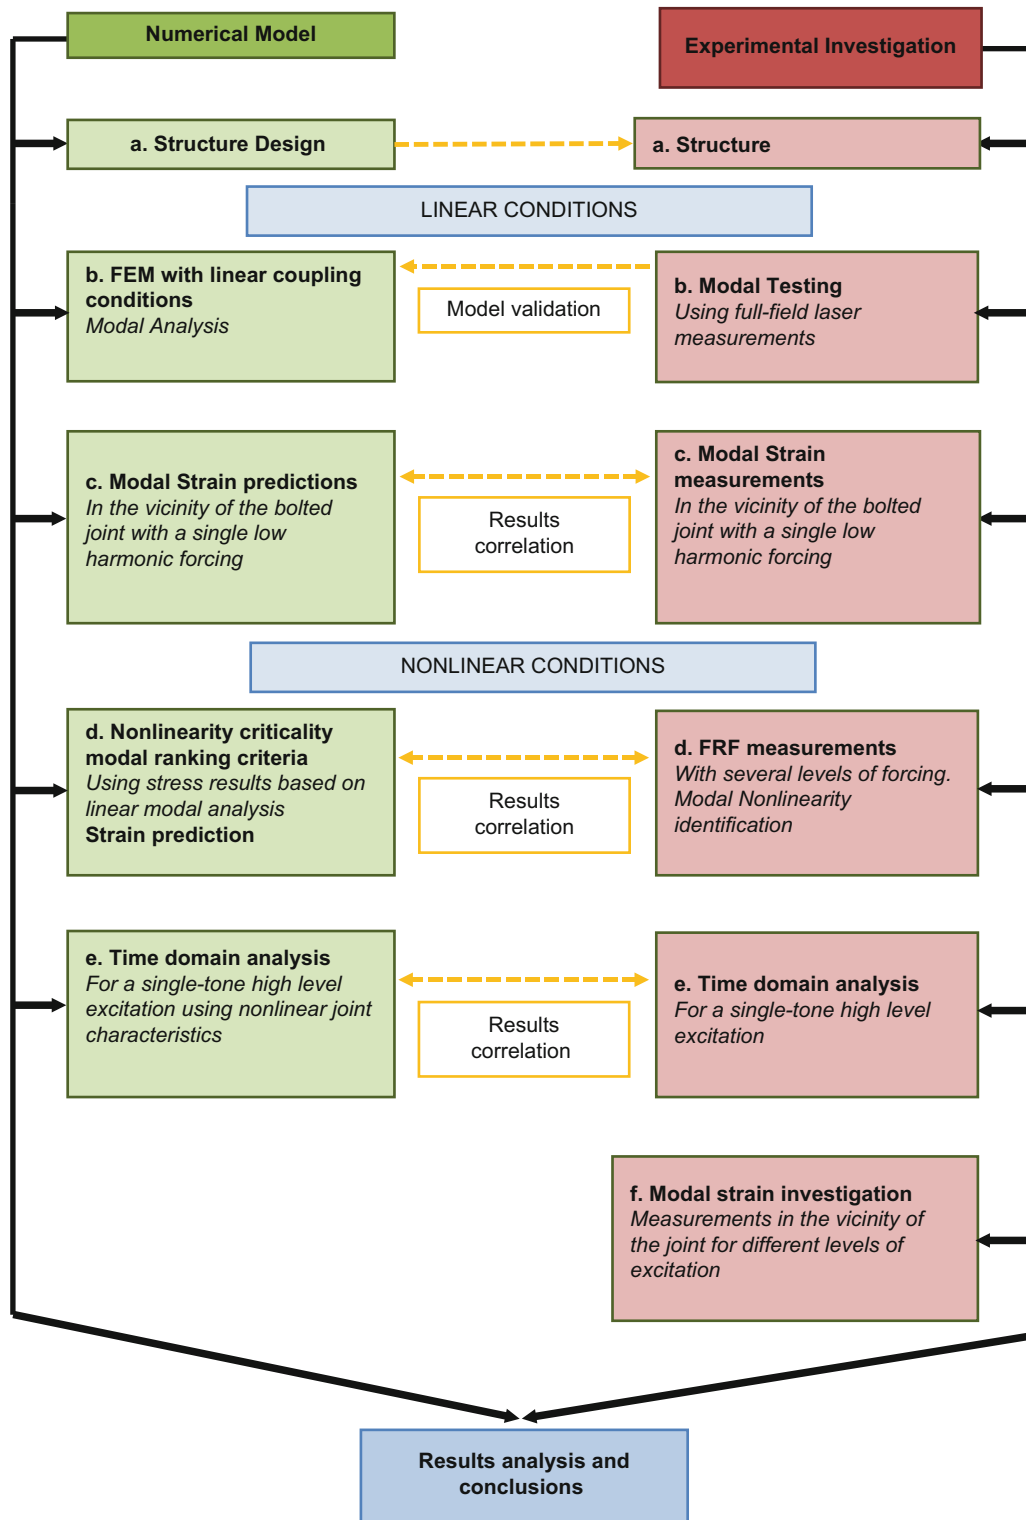 Numerical Model
Experimental Investigation
a. Structure Design
a. Structure
LINEAR CONDITIONS
b. FEM with linear coupling
conditions
Modal Analysis
Model validation
b. Modal Testing
Using full-field laser
measurements
c. Modal Strain predictions
In the vicinity of the bolted
joint with a single low
harmonic forcing
Results
correlation
c. Modal Strain
measurements
In the vicinity of the bolted
joint with a single low
harmonic forcing
NONLINEAR CONDITIONS
d. Nonlinearity criticality
modal ranking criteria
Using stress results based on
linear modal analysis
Strain prediction
Results
correlation
d. FRF measurements
With several levels of forcing.
Modal Nonlinearity
identification
e. Time domain analysis
For a single-tone high level
excitation using nonlinear joint
characteristics
Results
correlation
e. Time domain analysis
For a single-tone high level
excitation
f. Modal strain investigation
Measurements in the vicinity of
the joint for different levels of
excitation
Results analysis and
conclusions